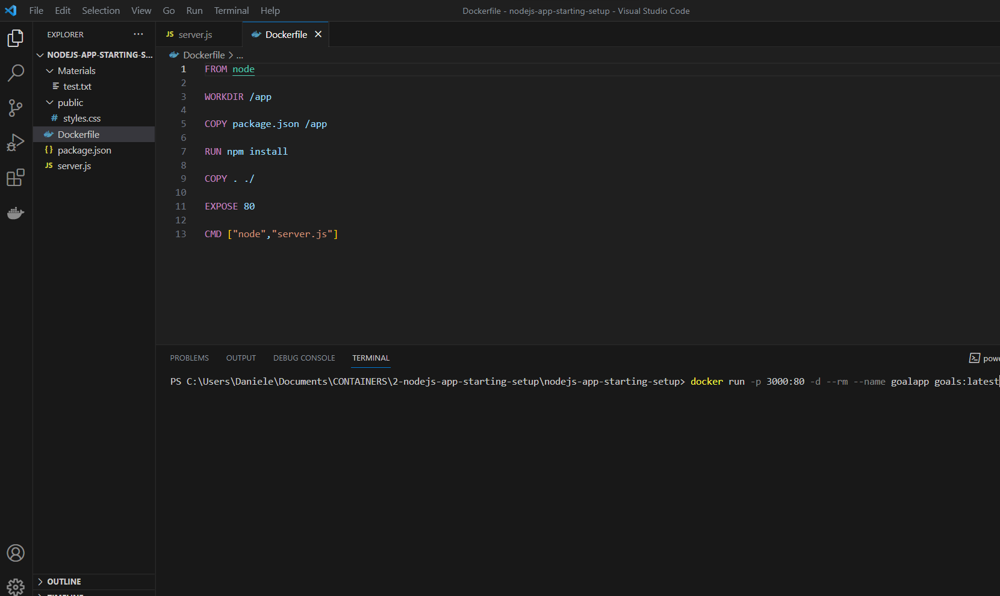 File Edit Selection View Go Run Terminal Help
Dockerfile - nodejs-app-starting-setup - Visual Studio Code
EXPLORER ...
NODEJS-APP-STARTING-S...
Materials
test.txt
public
# styles.css
Dockerfile
{} package.json
JS server.js
OUTLINE
JS server.js
Dockerfile
Dockerfile > ...
1 FROM node
2
3 WORKDIR /app
4
5 COPY package.json /app
6
7 RUN npm install
8
9 COPY . ./
10
11 EXPOSE 80
12
13 CMD ["node","server.js"]
PROBLEMS OUTPUT DEBUG CONSOLE TERMINAL
PS C:\Users\Daniele\Documents\CONTAINERS\2-nodejs-app-starting-setup\nodejs-app-starting-setup> docker run -p 3000:80 -d --rm --name goalapp goals:latest